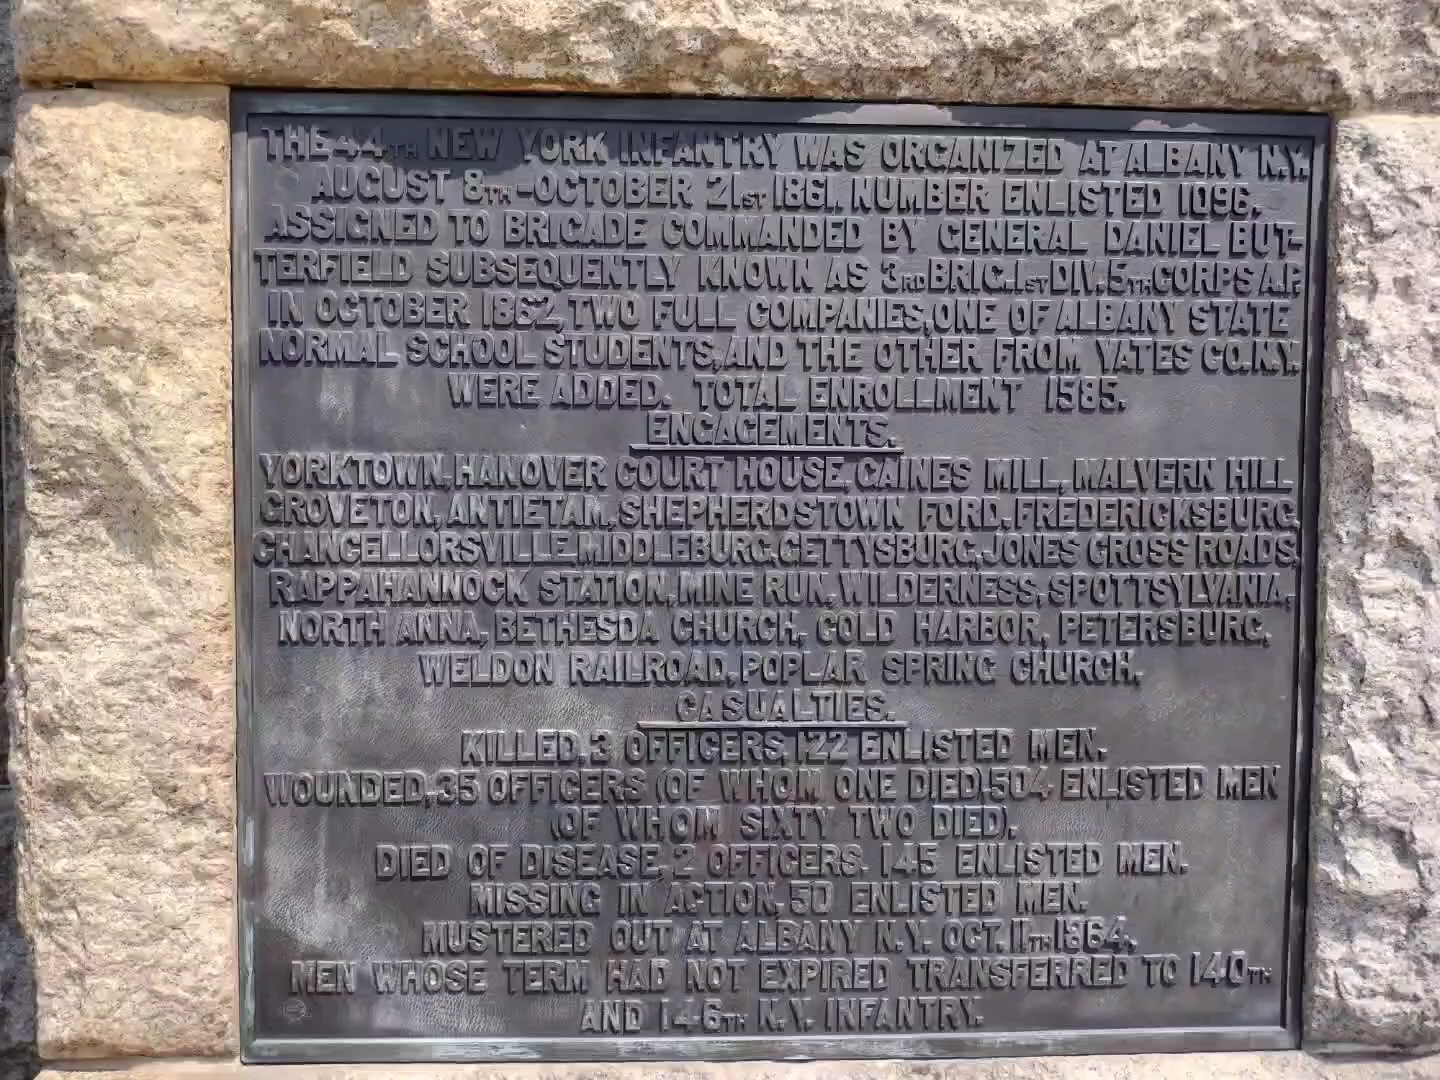 THE 44TH NEW YORK INFANTRY WAS ORGANIZED AT ALBANY N.Y.
AUGUST 8TH-OCTOBER 21ST 1861. NUMBER ENLISTED 1096.
ASSIGNED TO BRIGADE COMMANDED BY GENERAL DANIEL BUT-
TERFIELD SUBSEQUENTLY KNOWN AS 3RD BRIG. 1ST DIV. 5TH CORPS A.P.
IN OCTOBER 1862, TWO FULL COMPANIES, ONE OF ALBANY STATE
NORMAL SCHOOL STUDENTS, AND THE OTHER FROM YATES CO. N.Y.
WERE ADDED. TOTAL ENROLLMENT 1585.
ENGAGEMENTS.
YORKTOWN, HANOVER COURT HOUSE, GAINES MILL, MALVERN HILL
GROVETON, ANTIETAM, SHEPHERDSTOWN FORD, FREDERICKSBURG,
CHANCELLORSVILLE, MIDDLEBURG, GETTYSBURG, JONES CROSS ROADS,
RAPPAHANNOCK STATION, MINE RUN, WILDERNESS, SPOTTSYLVANIA,
NORTH ANNA, BETHESDA CHURCH, COLD HARBOR, PETERSBURG,
WELDON RAILROAD, POPLAR SPRING CHURCH.
CASUALTIES.
KILLED, 3 OFFICERS, 122 ENLISTED MEN.
WOUNDED, 35 OFFICERS (OF WHOM ONE DIED) 504 ENLISTED MEN
(OF WHOM SIXTY TWO DIED).
DIED OF DISEASE, 2 OFFICERS. 145 ENLISTED MEN.
MISSING IN ACTION, 50 ENLISTED MEN.
MUSTERED OUT AT ALBANY N.Y. OCT. 11TH 1864.
MEN WHOSE TERM HAD NOT EXPIRED TRANSFERRED TO 140TH
AND 146TH N.Y. INFANTRY.